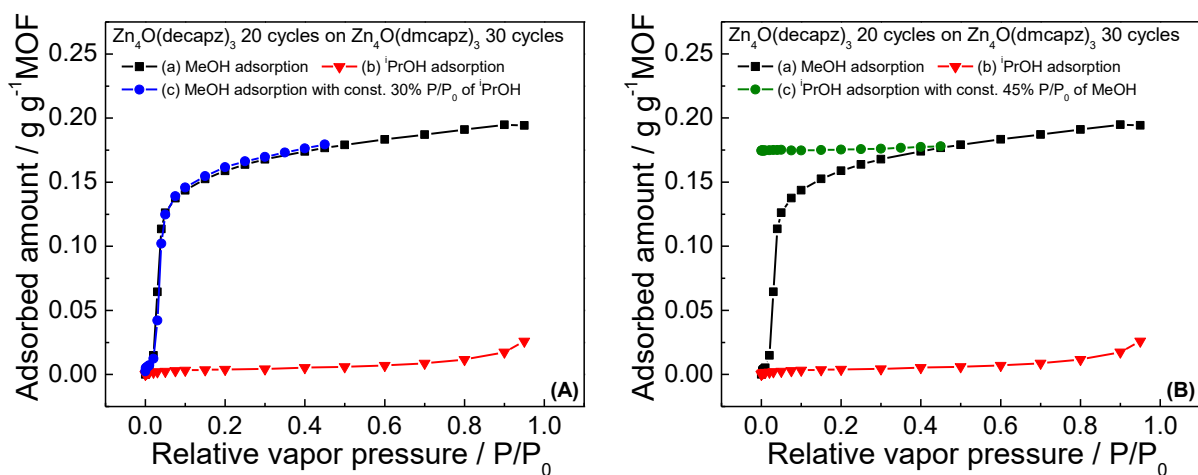 Zn₄O(decapz)₃ 20 cycles on Zn₄O(dmcapz)₃ 30 cycles
(a) MeOH adsorption (b) ⁱPrOH adsorption
(c) MeOH adsorption with const. 30% P/P₀ of ⁱPrOH
0.25
0.20
0.15
0.10
0.05
0.00
Adsorbed amount / g g⁻¹MOF
0.0 0.2 0.4 0.6 0.8 1.0
Relative vapor pressure / P/P₀
(A)
Zn₄O(decapz)₃ 20 cycles on Zn₄O(dmcapz)₃ 30 cycles
(a) MeOH adsorption (b) ⁱPrOH adsorption
(c) ⁱPrOH adsorption with const. 45% P/P₀ of MeOH
0.25
0.20
0.15
0.10
0.05
0.00
Adsorbed amount / g g⁻¹MOF
0.0 0.2 0.4 0.6 0.8 1.0
Relative vapor pressure / P/P₀
(B)